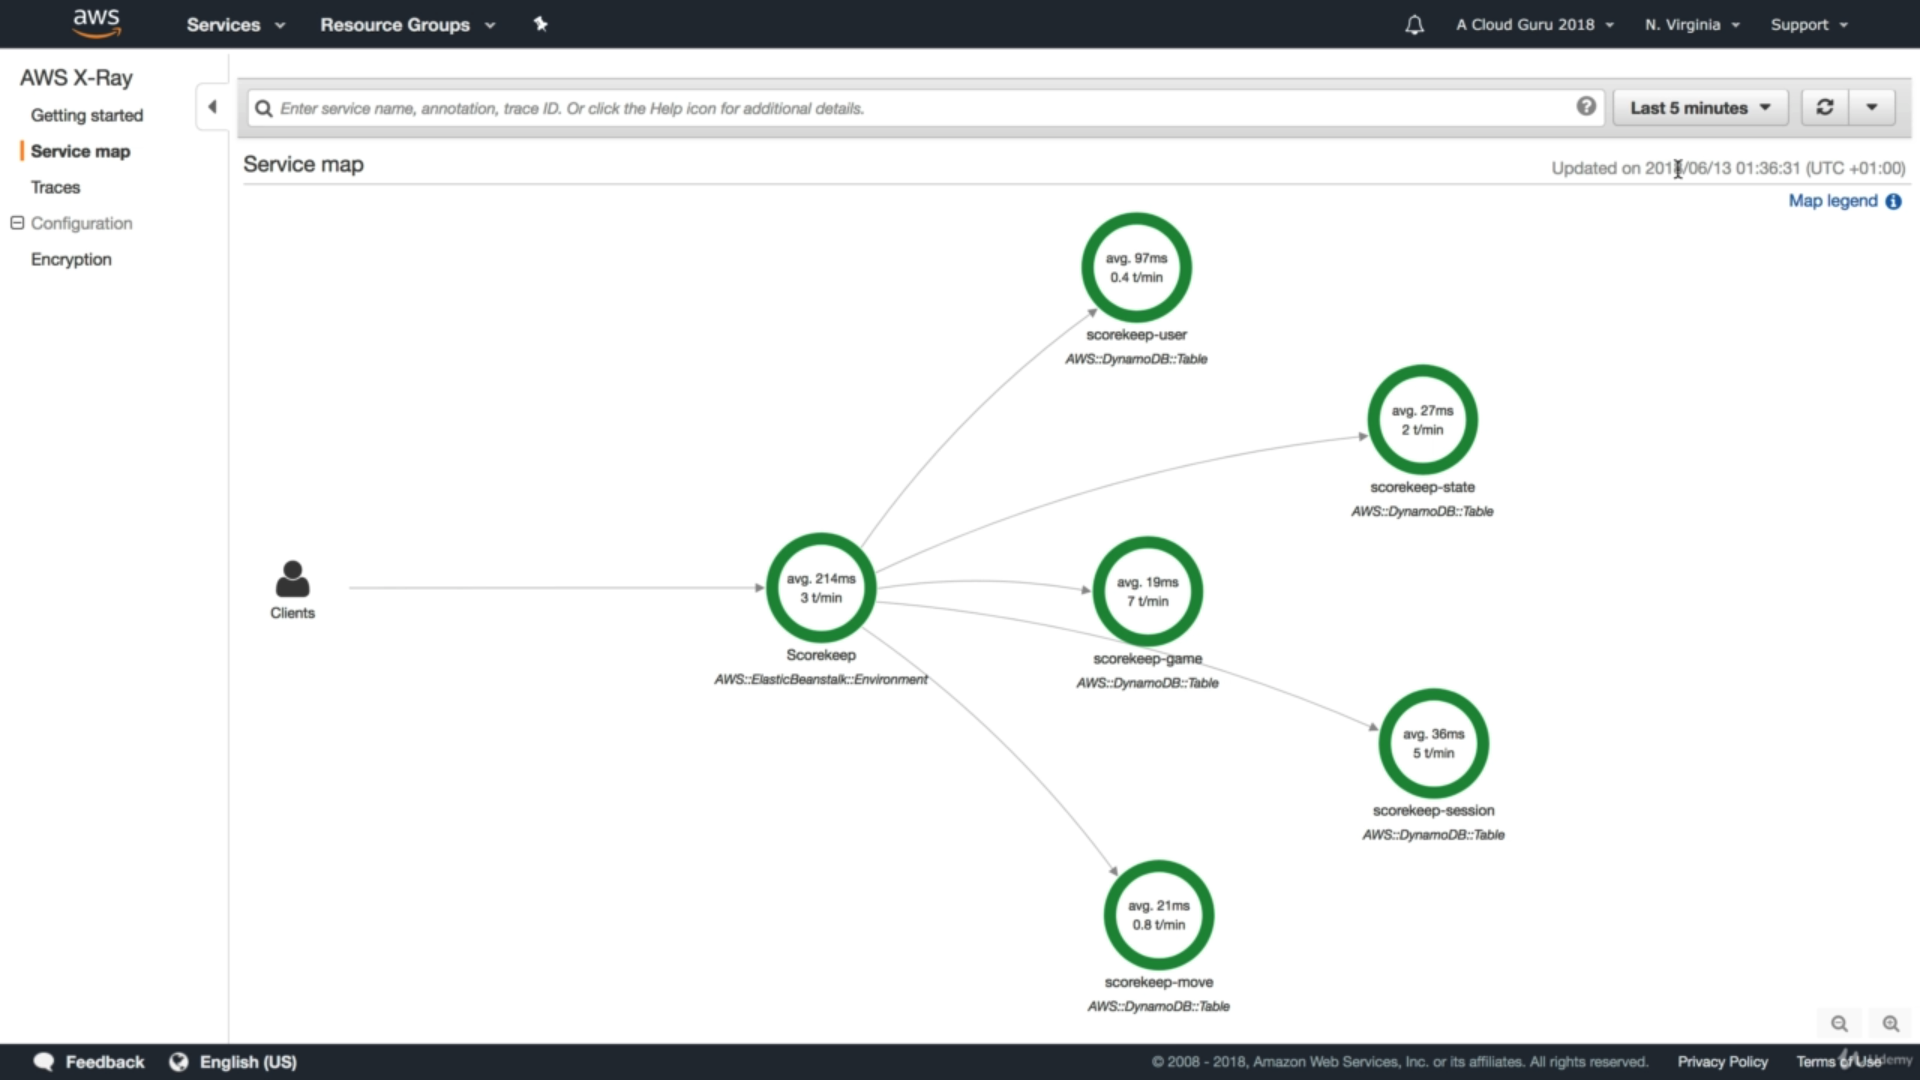 aws Services Resource Groups A Cloud Guru 2018 N. Virginia Support
AWS X-Ray
Getting started
Service map
Traces
Configuration
Encryption
Enter service name, annotation, trace ID. Or click the Help icon for additional details.
Last 5 minutes
Service map
Updated on 2018/06/13 01:36:31 (UTC +01:00)
Map legend
avg. 97ms
0.4 t/min
scorekeep-user
AWS::DynamoDB::Table
avg. 27ms
2 t/min
scorekeep-state
AWS::DynamoDB::Table
Clients
avg. 214ms
3 t/min
Scorekeep
AWS::ElasticBeanstalk::Environment
avg. 19ms
7 t/min
scorekeep-game
AWS::DynamoDB::Table
avg. 36ms
5 t/min
scorekeep-session
AWS::DynamoDB::Table
avg. 21ms
0.8 t/min
scorekeep-move
AWS::DynamoDB::Table
Feedback English (US) © 2008 - 2018, Amazon Web Services, Inc. or its affiliates. All rights reserved. Privacy Policy Terms of Use
Udemy